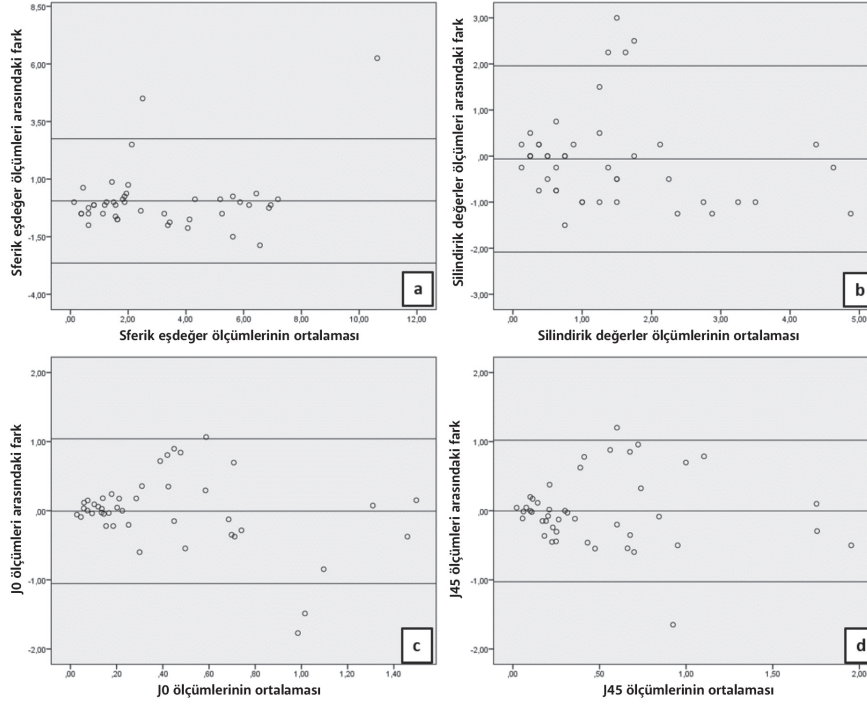 8,50
6,00
3,50
1,00
-1,50
-4,00
Sferik eşdeğer ölçümleri arasındaki fark
a
,00 2,00 4,00 6,00 8,00 10,00 12,00
Sferik eşdeğer ölçümlerinin ortalaması
3,00
2,00
1,00
,00
-1,00
-2,00
-3,00
Silindirik değerler ölçümleri arasındaki fark
b
,00 1,00 2,00 3,00 4,00 5,00
Silindirik değerler ölçümlerinin ortalaması
2,00
1,00
,00
-1,00
-2,00
J0 ölçümleri arasındaki fark
c
,00 ,20 ,40 ,60 ,80 1,00 1,20 1,40
J0 ölçümlerinin ortalaması
2,00
1,00
,00
-1,00
-2,00
J45 ölçümleri arasındaki fark
d
,00 ,50 1,00 1,50 2,00
J45 ölçümlerinin ortalaması